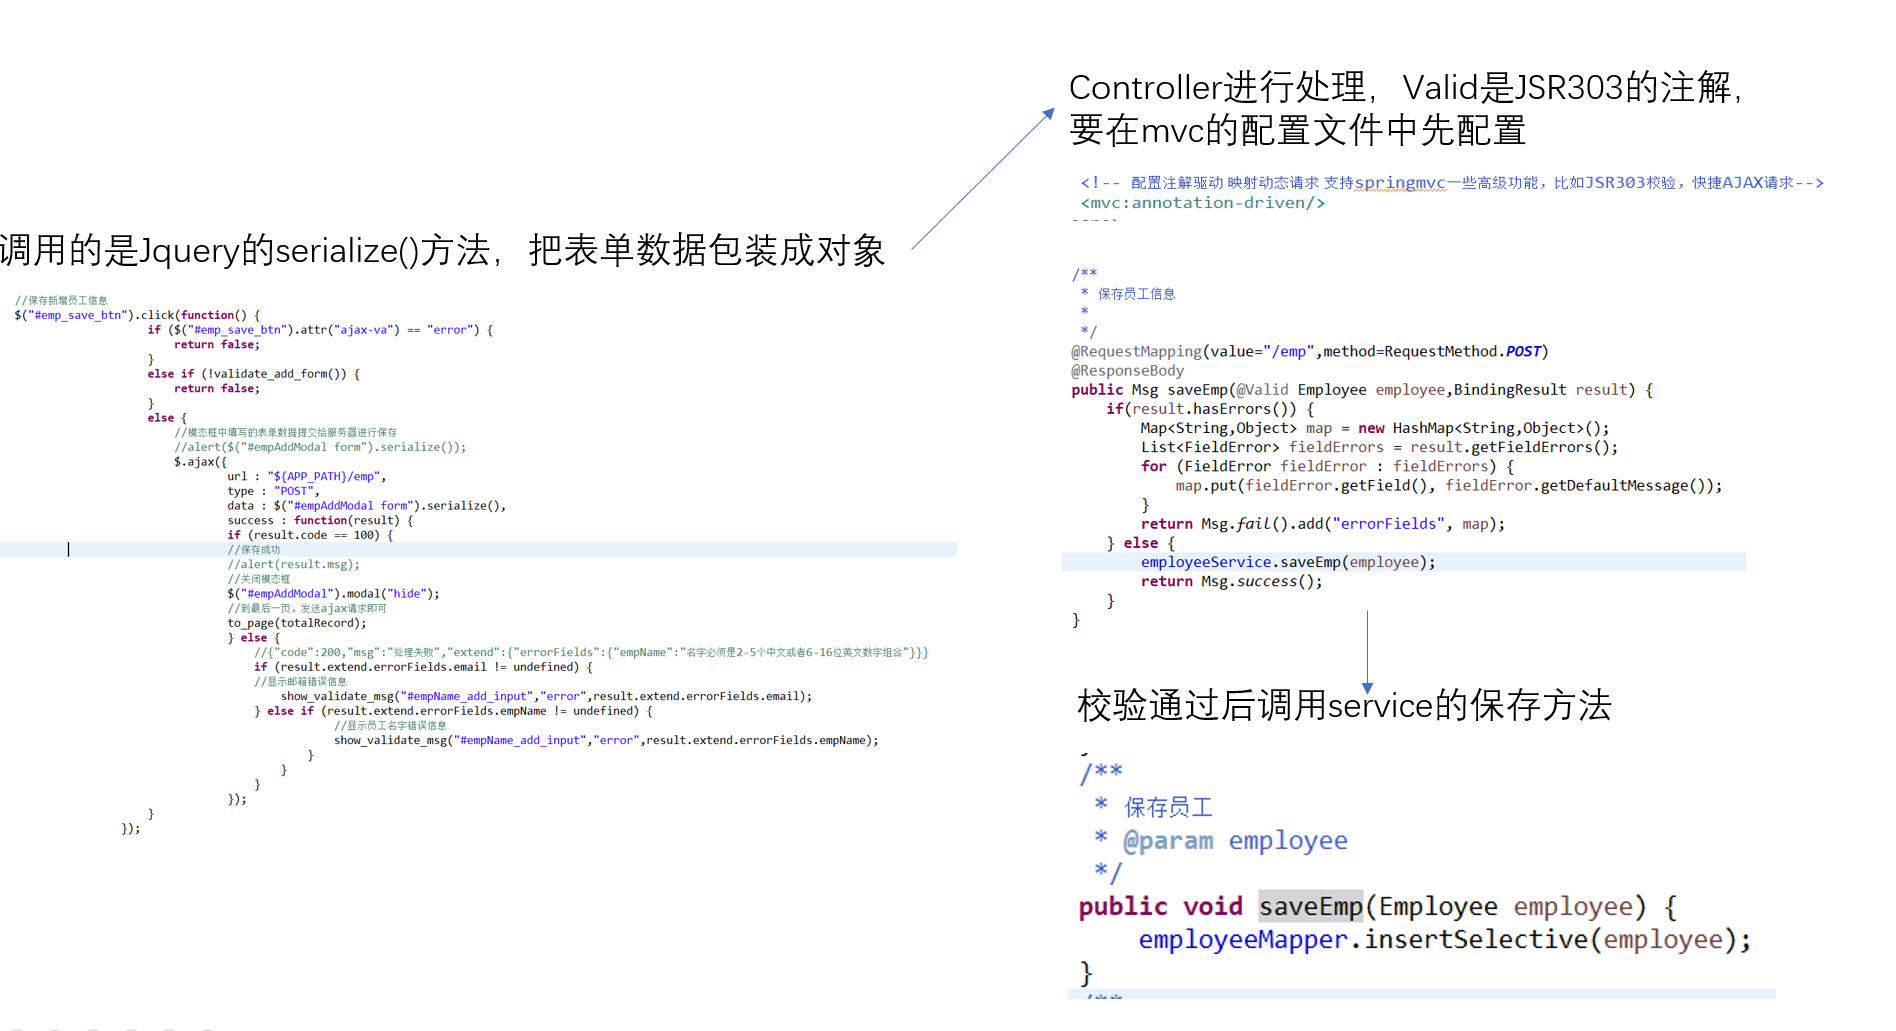 调用的是Jquery的serialize()方法，把表单数据包装成对象
//保存新增员工信息
$("#emp_save_btn").click(function() {
if ($("#emp_save_btn").attr("ajax-va") == "error") {
return false;
}
else if (!validate_add_form()) {
return false;
}
else {
//模态框中填写的表单数据提交给服务器进行保存
//alert($("#empAddModal form").serialize());
$.ajax({
url : "${APP_PATH}/emp",
type : "POST",
data : $("#empAddModal form").serialize(),
success : function(result) {
if (result.code == 100) {
//保存成功
//alert(result.msg);
//关闭模态框
$("#empAddModal").modal("hide");
//到最后一页，发送ajax请求即可
to_page(totalRecord);
} else {
//{"code":200,"msg":"处理失败","extend":{"errorFields":{"empName":"名字必须是2-5个中文或者6-16位英文数字组合"}}}
if (result.extend.errorFields.email != undefined) {
//显示邮箱错误信息
show_validate_msg("#empName_add_input","error",result.extend.errorFields.email);
} else if (result.extend.errorFields.empName != undefined) {
//显示员工名字错误信息
show_validate_msg("#empName_add_input","error",result.extend.errorFields.empName);
}
}
}
});
}
});
Controller进行处理，Valid是JSR303的注解，
要在mvc的配置文件中先配置
<!-- 配置注解驱动 映射动态请求 支持springmvc一些高级功能，比如JSR303校验，快捷AJAX请求-->
<mvc:annotation-driven/>
/**
* 保存员工信息
*
*/
@RequestMapping(value="/emp",method=RequestMethod.POST)
@ResponseBody
public Msg saveEmp(@Valid Employee employee,BindingResult result) {
if(result.hasErrors()) {
Map<String,Object> map = new HashMap<String,Object>();
List<FieldError> fieldErrors = result.getFieldErrors();
for (FieldError fieldError : fieldErrors) {
map.put(fieldError.getField(), fieldError.getDefaultMessage());
}
return Msg.fail().add("errorFields", map);
} else {
employeeService.saveEmp(employee);
return Msg.success();
}
}
校验通过后调用service的保存方法
/**
* 保存员工
* @param employee
*/
public void saveEmp(Employee employee) {
employeeMapper.insertSelective(employee);
}